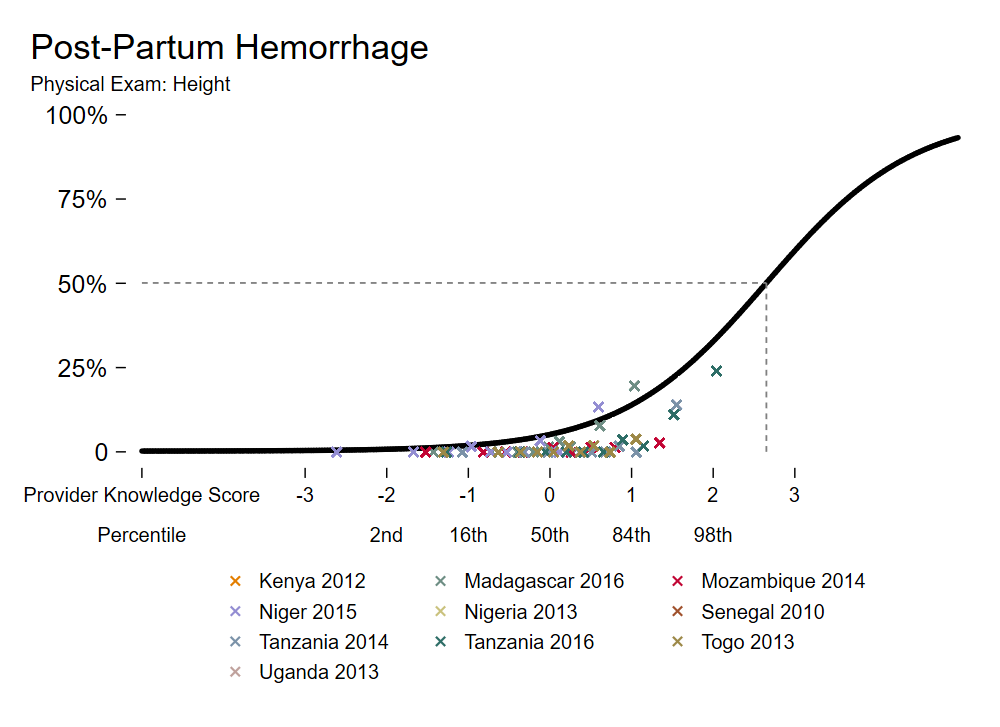 Post-Partum Hemorrhage
Physical Exam: Height
100%
75%
50%
25%
0
Provider Knowledge Score -3 -2 -1 0 1 2 3
Percentile 2nd 16th 50th 84th 98th
Kenya 2012 Madagascar 2016 Mozambique 2014
Niger 2015 Nigeria 2013 Senegal 2010
Tanzania 2014 Tanzania 2016 Togo 2013
Uganda 2013